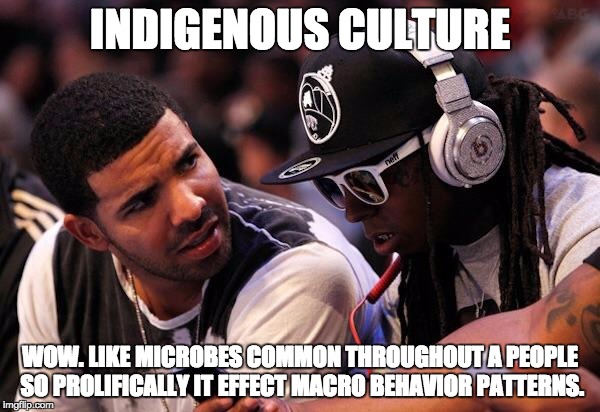 INDIGENOUS CULTURE
neff
WOW. LIKE MICROBES COMMON THROUGHOUT A PEOPLE
SO PROLIFICALLY IT EFFECT MACRO BEHAVIOR PATTERNS.
imgflip.com